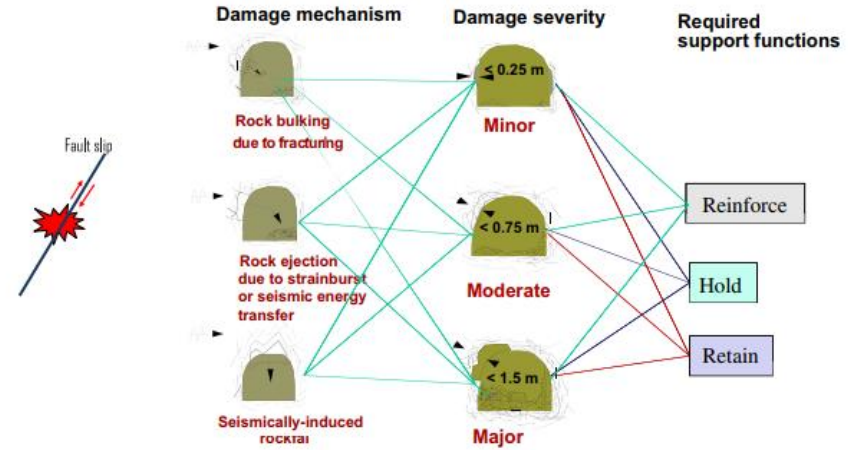 Damage mechanism
Damage severity
Required
support functions
Fault slip
< 0.25 m
Rock bulking
due to fracturing
Minor
Rock ejection
due to strainburst
or seismic energy
transfer
< 0.75 m
Moderate
Reinforce
Hold
Retain
Seismically-induced
rockfal
< 1.5 m
Major